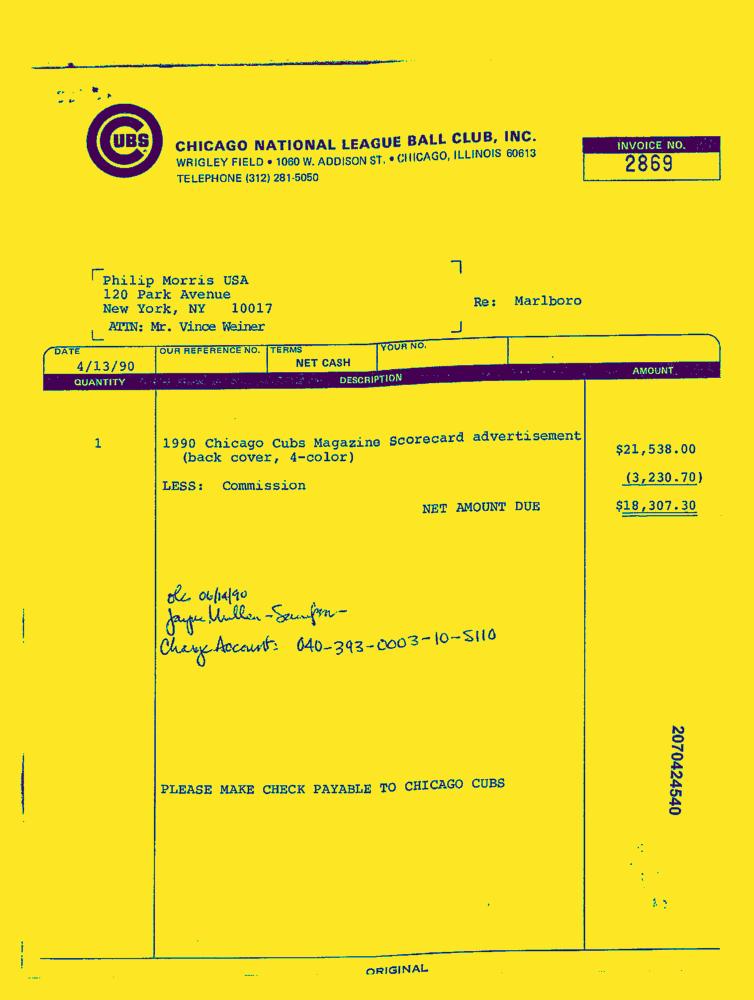 CUBS
CHICAGO NATIONAL LEAGUE BALL CLUB, INC.
WRIGLEY FIELD • 1060 W. ADDISON ST. • CHICAGO, ILLINOIS 60613
TELEPHONE (312) 281-5050
INVOICE NO.
2869
Philip Morris USA
120 Park Avenue
New York, NY 10017
ATTN: Mr. Vince Weiner
Re: Marlboro
DATE OUR REFERENCE NO. TERMS YOUR NO.
4/13/90 NET CASH
QUANTITY DESCRIPTION AMOUNT
1 1990 Chicago Cubs Magazine Scorecard advertisement $21,538.00
(back cover, 4-color)
LESS: Commission (3,230.70)
NET AMOUNT DUE $18,307.30
06/14/90
Charge Account: 040-393-0003-10-5110
2070424540
PLEASE MAKE CHECK PAYABLE TO CHICAGO CUBS
ORIGINAL